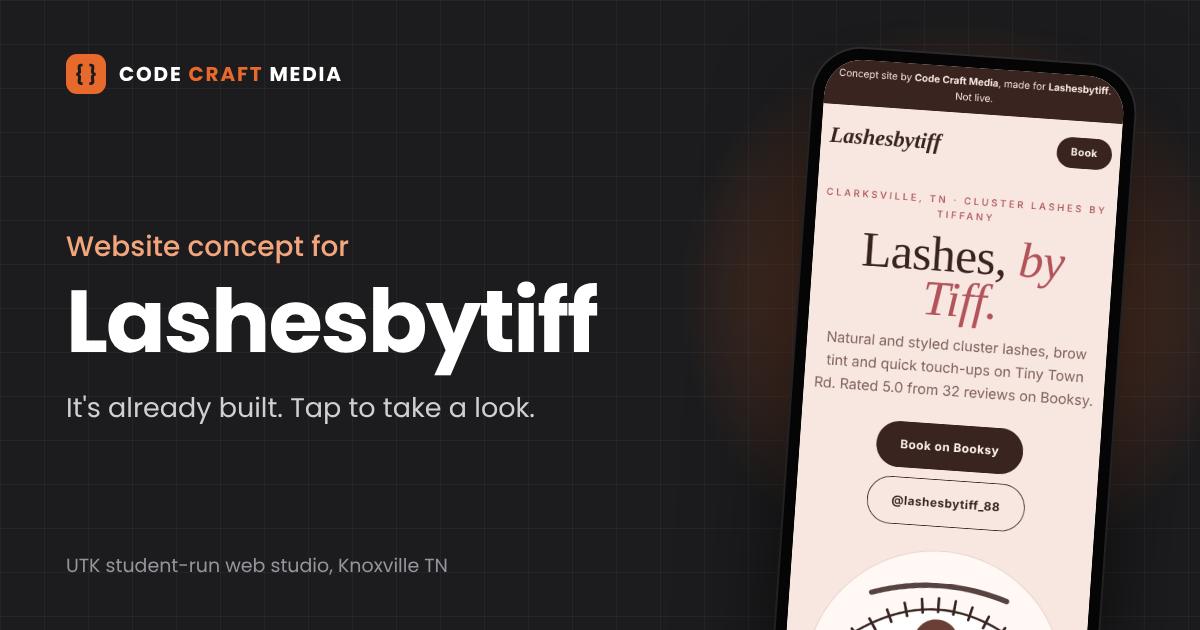 { } CODE CRAFT MEDIA
Website concept for
Lashesbytiff
It's already built. Tap to take a look.
UTK student-run web studio, Knoxville TN
Concept site by Code Craft Media, made for Lashesbytiff.
Not live.
Lashesbytiff
Book
CLARKSVILLE, TN · CLUSTER LASHES BY
TIFFANY
Lashes, by
Tiff.
Natural and styled cluster lashes, brow
tint and quick touch-ups on Tiny Town
Rd. Rated 5.0 from 32 reviews on Booksy.
Book on Booksy
@lashesbytiff_88